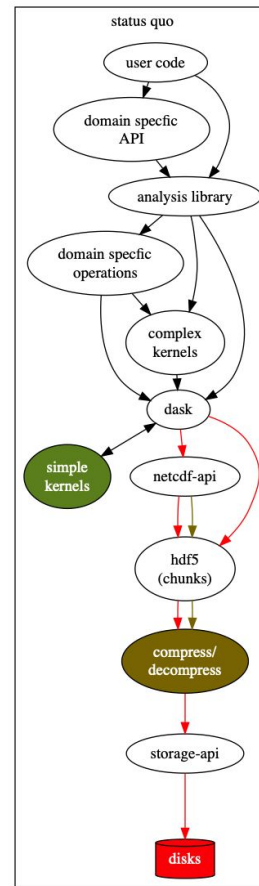 status quo
user code
domain specfic
API
analysis library
domain specfic
operations
complex
kernels
dask
simple
kernels
netcdf-api
hdf5
(chunks)
compress/
decompress
storage-api
disks